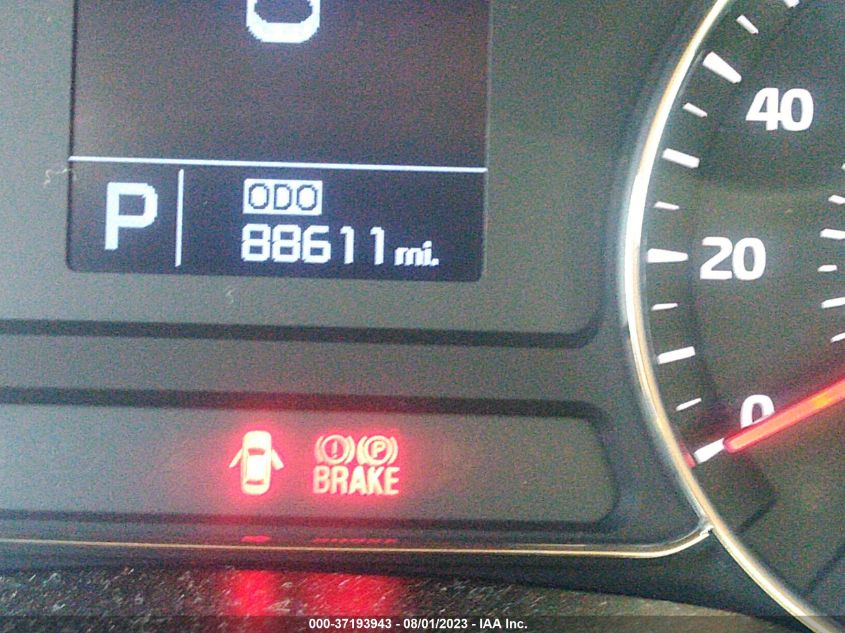 40
ODO
P 88611 mi.
20
0
(!) (P)
BRAKE
000-37193943 - 08/01/2023 - IAA Inc.